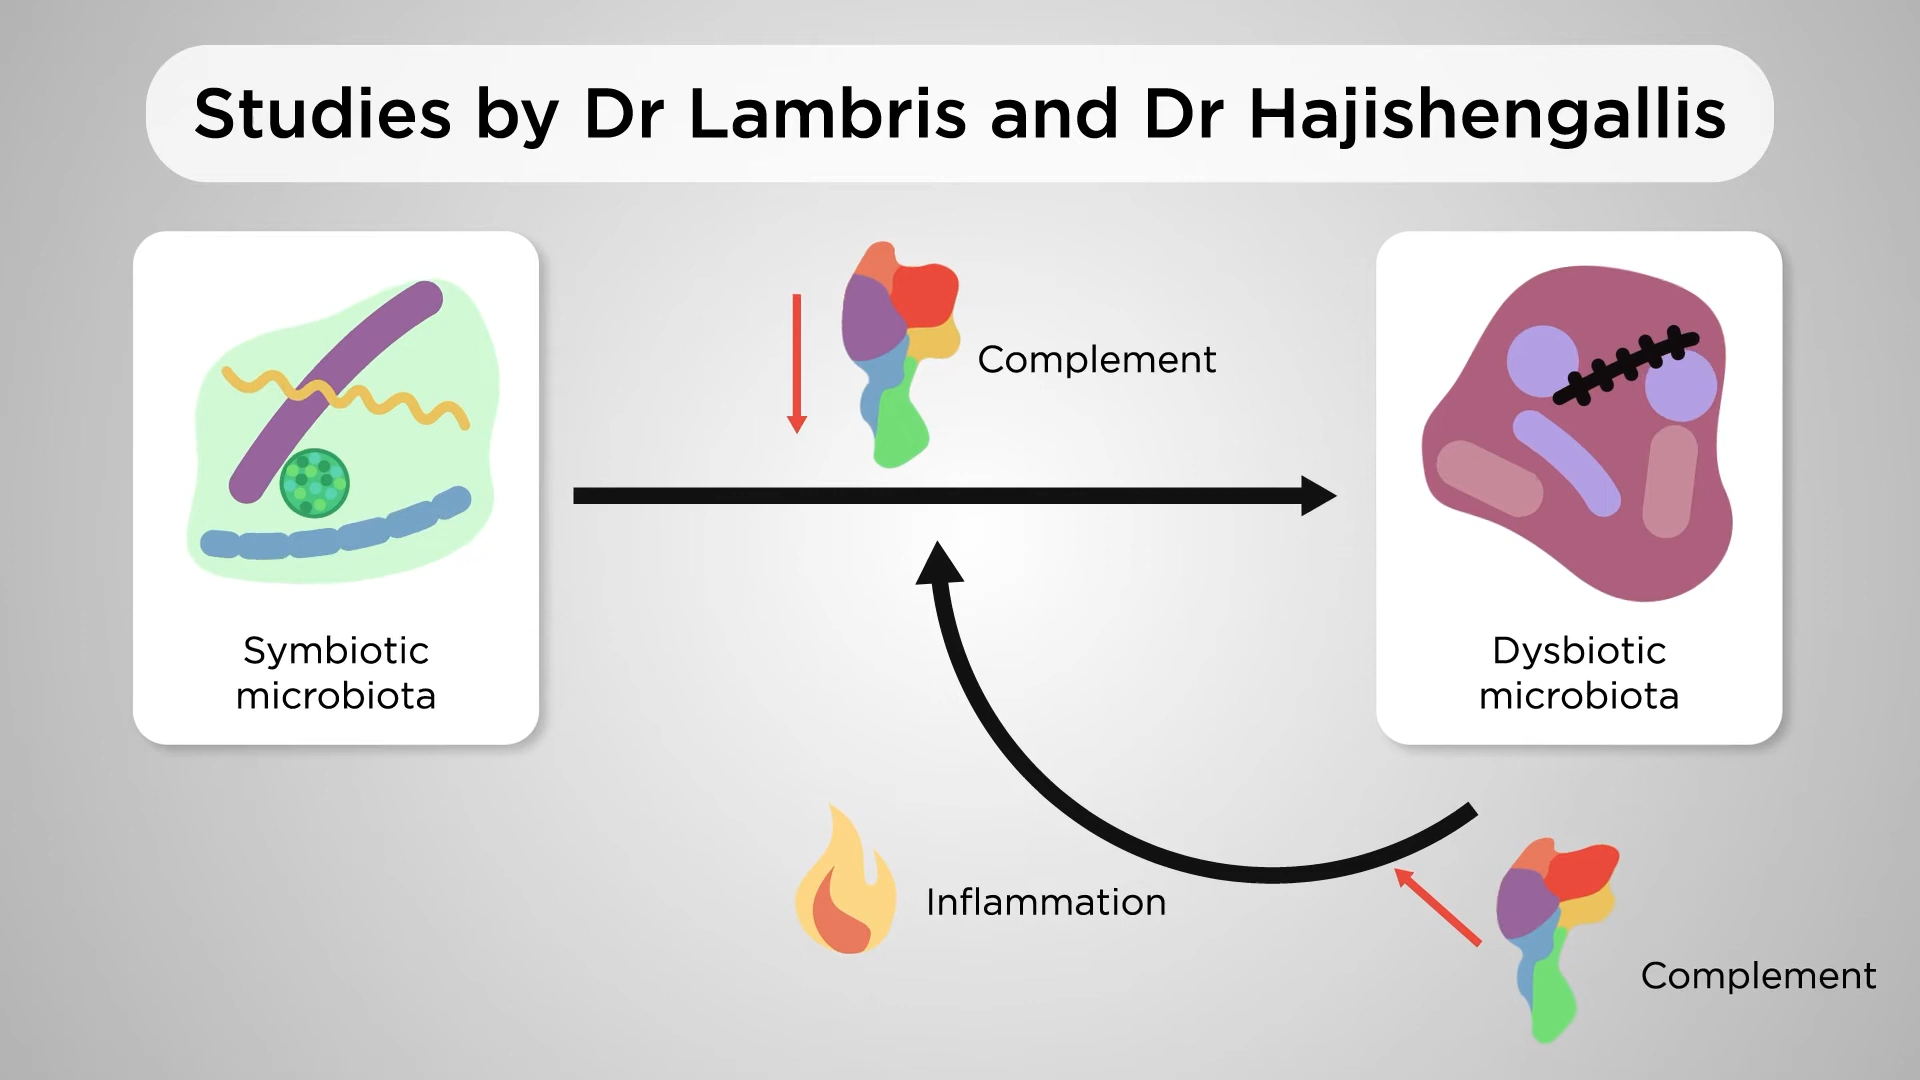 Studies by Dr Lambris and Dr Hajishengallis
Complement
Symbiotic
microbiota
Dysbiotic
microbiota
Inflammation
Complement